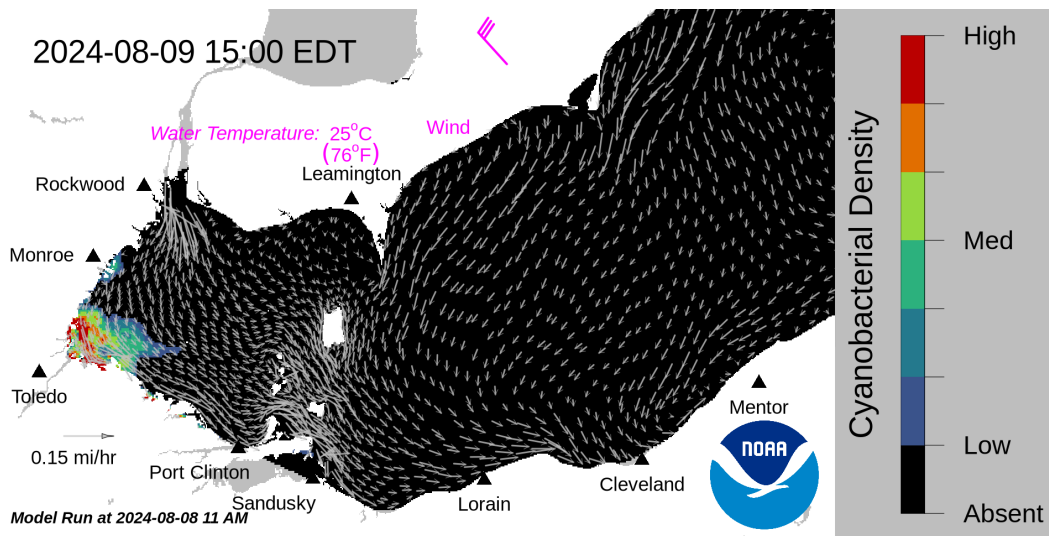 2024-08-09 15:00 EDT
Water Temperature: 25°C
(76°F)
Wind
Leamington
Rockwood
Monroe
Toledo
0.15 mi/hr
Port Clinton
Sandusky
Lorain
Cleveland
Mentor
NOAA
Model Run at 2024-08-08 11 AM
Cyanobacterial Density
High
Med
Low
Absent